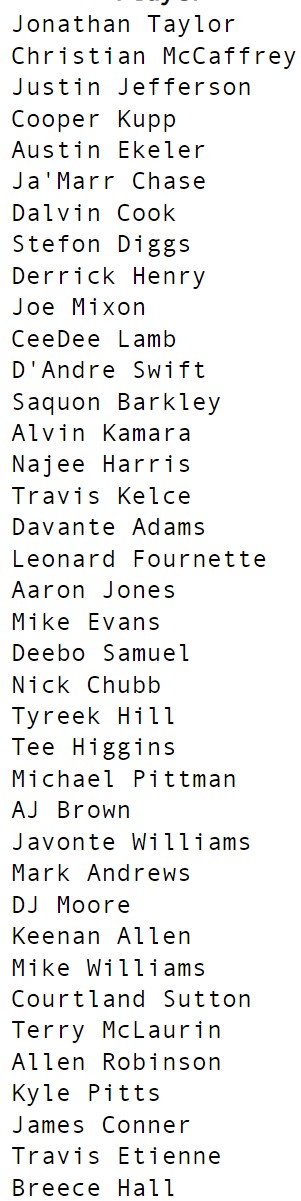 Jonathan Taylor
Christian McCaffrey
Justin Jefferson
Cooper Kupp
Austin Ekeler
Ja'Marr Chase
Dalvin Cook
Stefon Diggs
Derrick Henry
Joe Mixon
CeeDee Lamb
D'Andre Swift
Saquon Barkley
Alvin Kamara
Najee Harris
Travis Kelce
Davante Adams
Leonard Fournette
Aaron Jones
Mike Evans
Deebo Samuel
Nick Chubb
Tyreek Hill
Tee Higgins
Michael Pittman
AJ Brown
Javonte Williams
Mark Andrews
DJ Moore
Keenan Allen
Mike Williams
Courtland Sutton
Terry McLaurin
Allen Robinson
Kyle Pitts
James Conner
Travis Etienne
Breece Hall